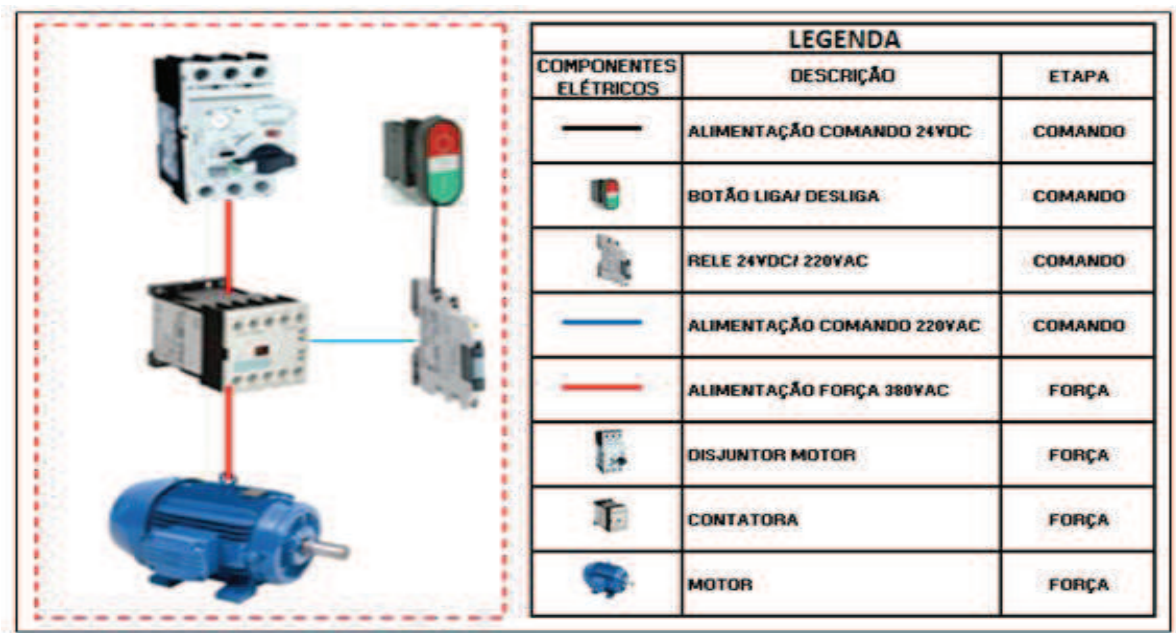 LEGENDA
COMPONENTES ELÉTRICOS DESCRIÇÃO ETAPA
ALIMENTAÇÃO COMANDO 24VDC COMANDO
BOTÃO LIGA/ DESLIGA COMANDO
RELE 24VDC/ 220VAC COMANDO
ALIMENTAÇÃO COMANDO 220VAC COMANDO
ALIMENTAÇÃO FORÇA 380VAC FORÇA
DISJUNTOR MOTOR FORÇA
CONTATORA FORÇA
MOTOR FORÇA